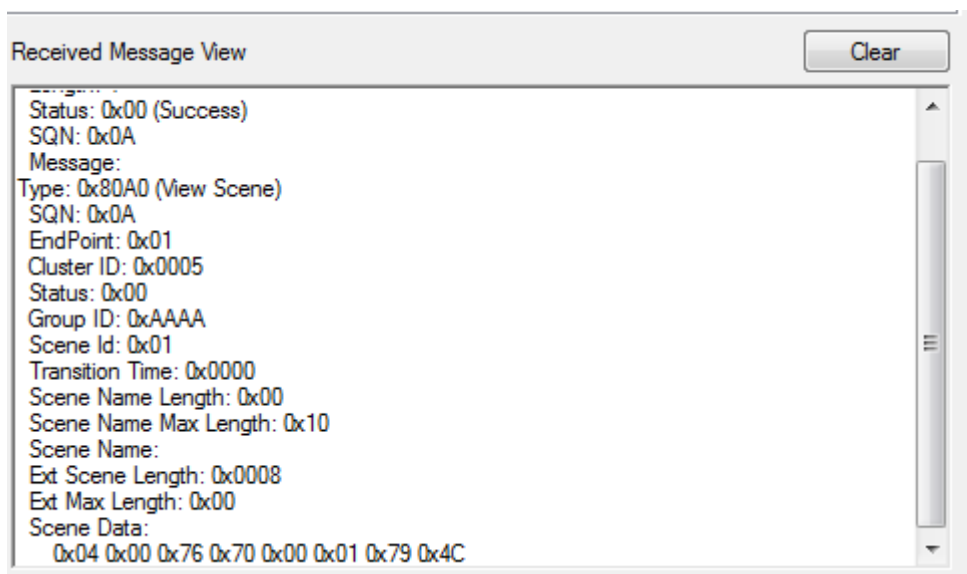 Received Message View
Clear
Status: 0x00 (Success)
SQN: 0x0A
Message:
Type: 0x80A0 (View Scene)
SQN: 0x0A
EndPoint: 0x01
Cluster ID: 0x0005
Status: 0x00
Group ID: 0xAAAA
Scene Id: 0x01
Transition Time: 0x0000
Scene Name Length: 0x00
Scene Name Max Length: 0x10
Scene Name:
Ext Scene Length: 0x0008
Ext Max Length: 0x00
Scene Data:
0x04 0x00 0x76 0x70 0x00 0x01 0x79 0x4C